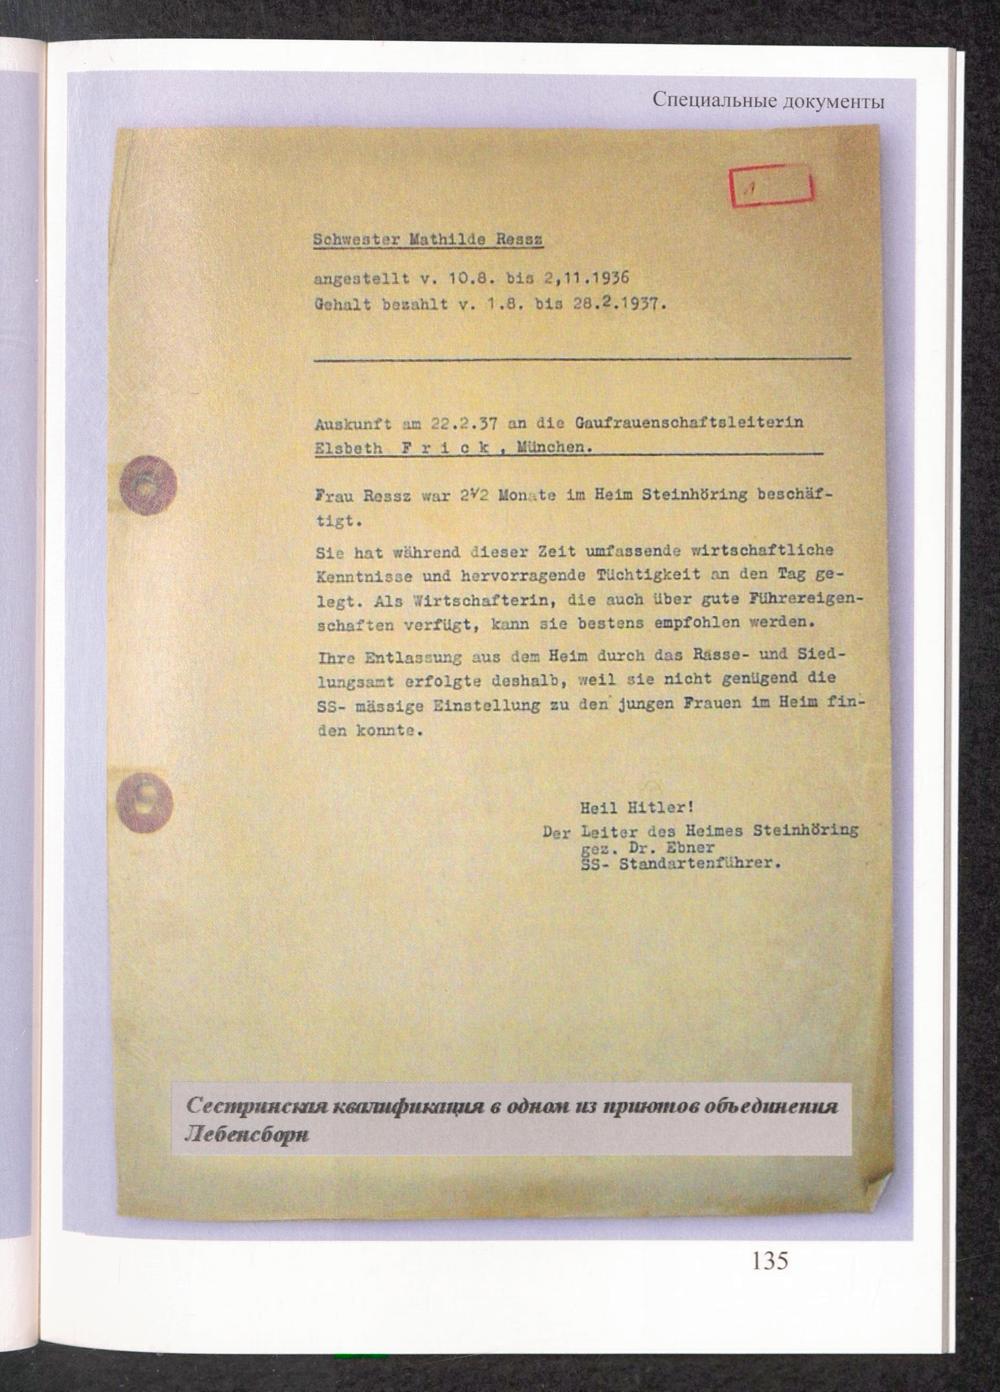 Специальные документы
Schwester Mathilde Ressz
angestellt v. 10.8. bis 2,11.1936
Gehalt bezahlt v. 1.8. bis 28.2.1937.
Auskunft am 22.2.37 an die Gaufrauenschaftsleiterin
Elsbeth F r i c k , München.
Frau Ressz war 2 1/2 Monate im Heim Steinhöring beschäf-
tigt.
Sie hat während dieser Zeit umfassende wirtschaftliche
Kenntnisse und hervorragende Tüchtigkeit an den Tag ge-
legt. Als Wirtschafterin, die auch über gute Führereigen-
schaften verfügt, kann sie bestens empfohlen werden.
Ihre Entlassung aus dem Heim durch das Rasse- und Sied-
lungsamt erfolgte deshalb, weil sie nicht genügend die
SS- mässige Einstellung zu den jungen Frauen im Heim fin-
den konnte.
Heil Hitler!
Der Leiter des Heimes Steinhöring
gez. Dr. Ebner
SS- Standartenführer.
Сестринская квалификация в одном из приютов объединения
Лебенсборн
135